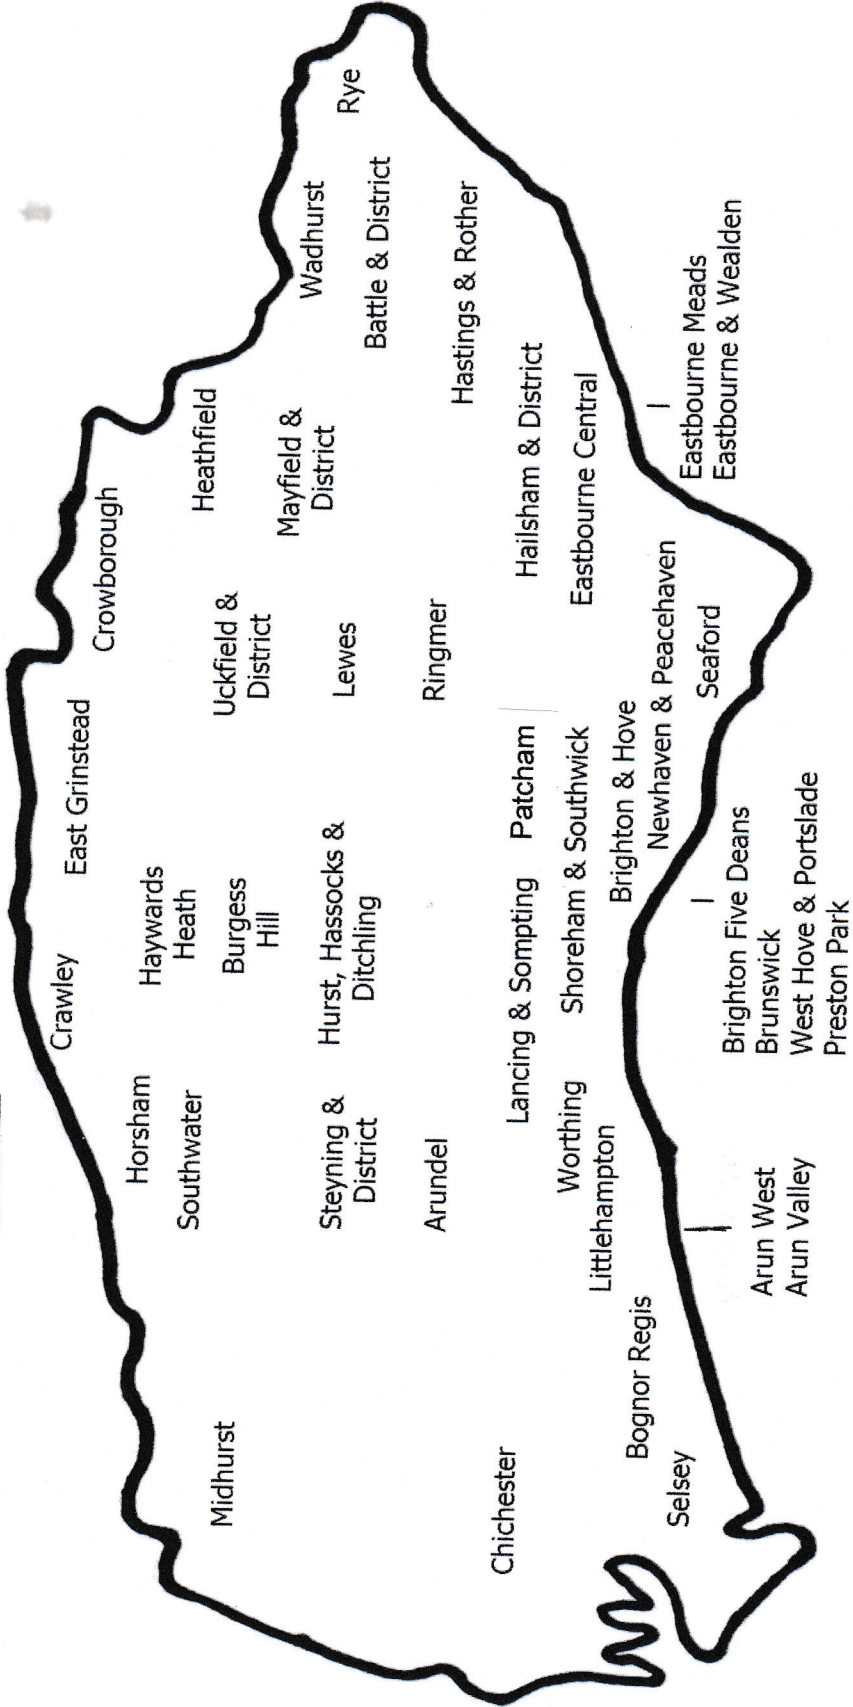 Crawley
East Grinstead
Crowborough
Horsham
Southwater
Haywards
Heath
Burgess
Hill
Uckfield &
District
Heathfield
Mayfield &
District
Wadhurst
Rye
Midhurst
Steyning &
District
Hurst, Hassocks &
Ditchling
Lewes
Battle & District
Arundel
Ringmer
Hastings & Rother
Chichester
Lancing & Sompting
Patcham
Hailsham & District
Worthing
Shoreham & Southwick
Eastbourne Central
Littlehampton
Brighton & Hove
Bognor Regis
Newhaven & Peacehaven
Selsey
Seaford
Eastbourne Meads
Eastbourne & Wealden
Arun West
Arun Valley
Brighton Five Deans
Brunswick
West Hove & Portslade
Preston Park